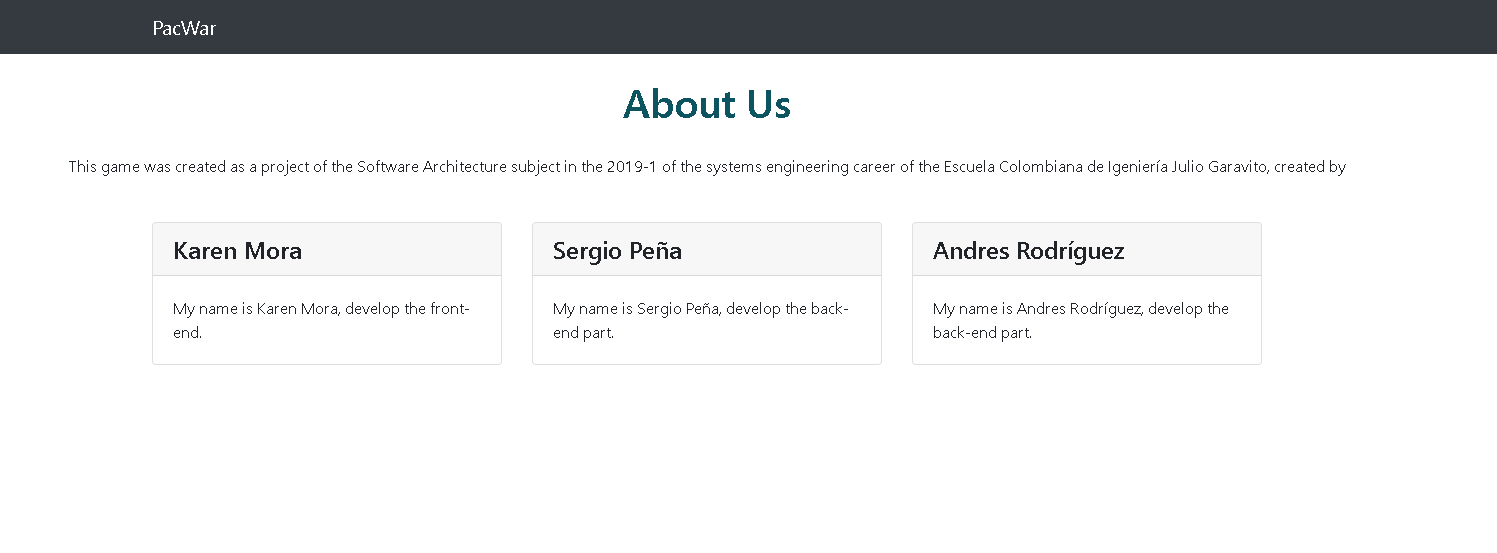 PacWar
About Us
This game was created as a project of the Software Architecture subject in the 2019-1 of the systems engineering career of the Escuela Colombiana de Igeniería Julio Garavito, created by
Karen Mora
My name is Karen Mora, develop the front-
end.
Sergio Peña
My name is Sergio Peña, develop the back-
end part.
Andres Rodríguez
My name is Andres Rodríguez, develop the
back-end part.